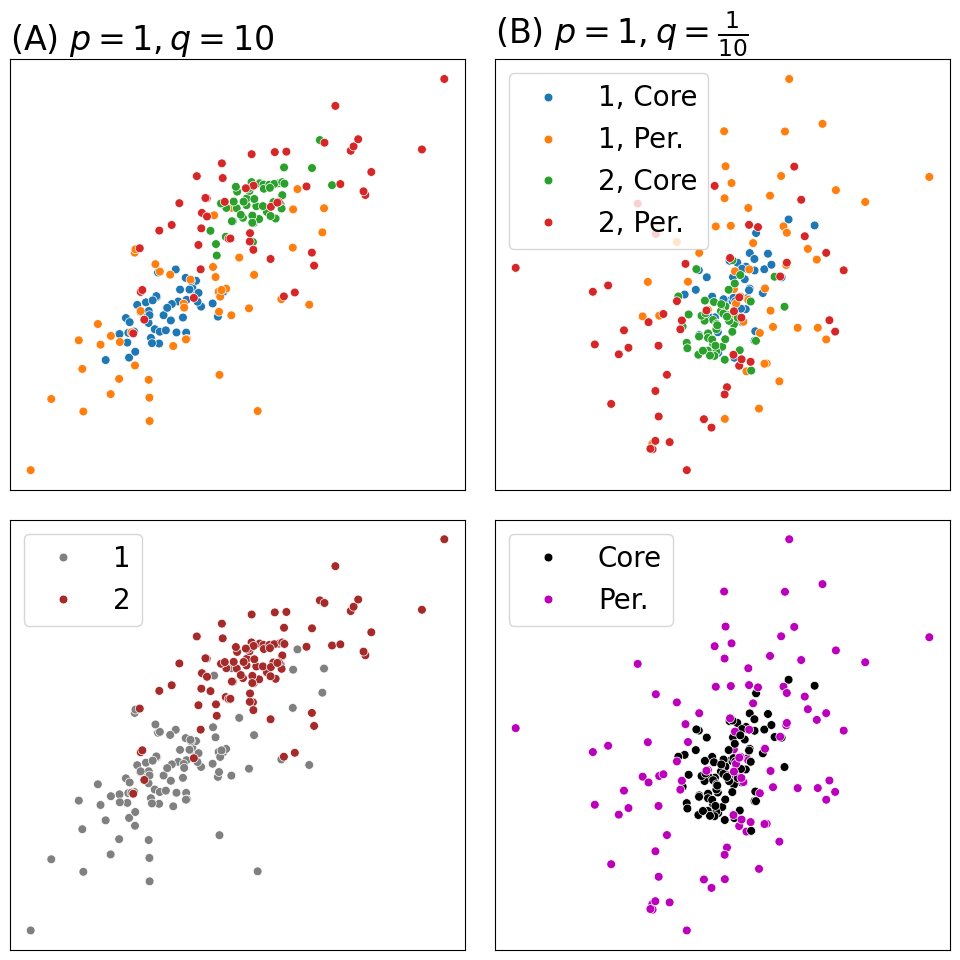 (A) p = 1, q = 10
(B) p = 1, q = 1/10
1, Core
1, Per.
2, Core
2, Per.
1
2
Core
Per.